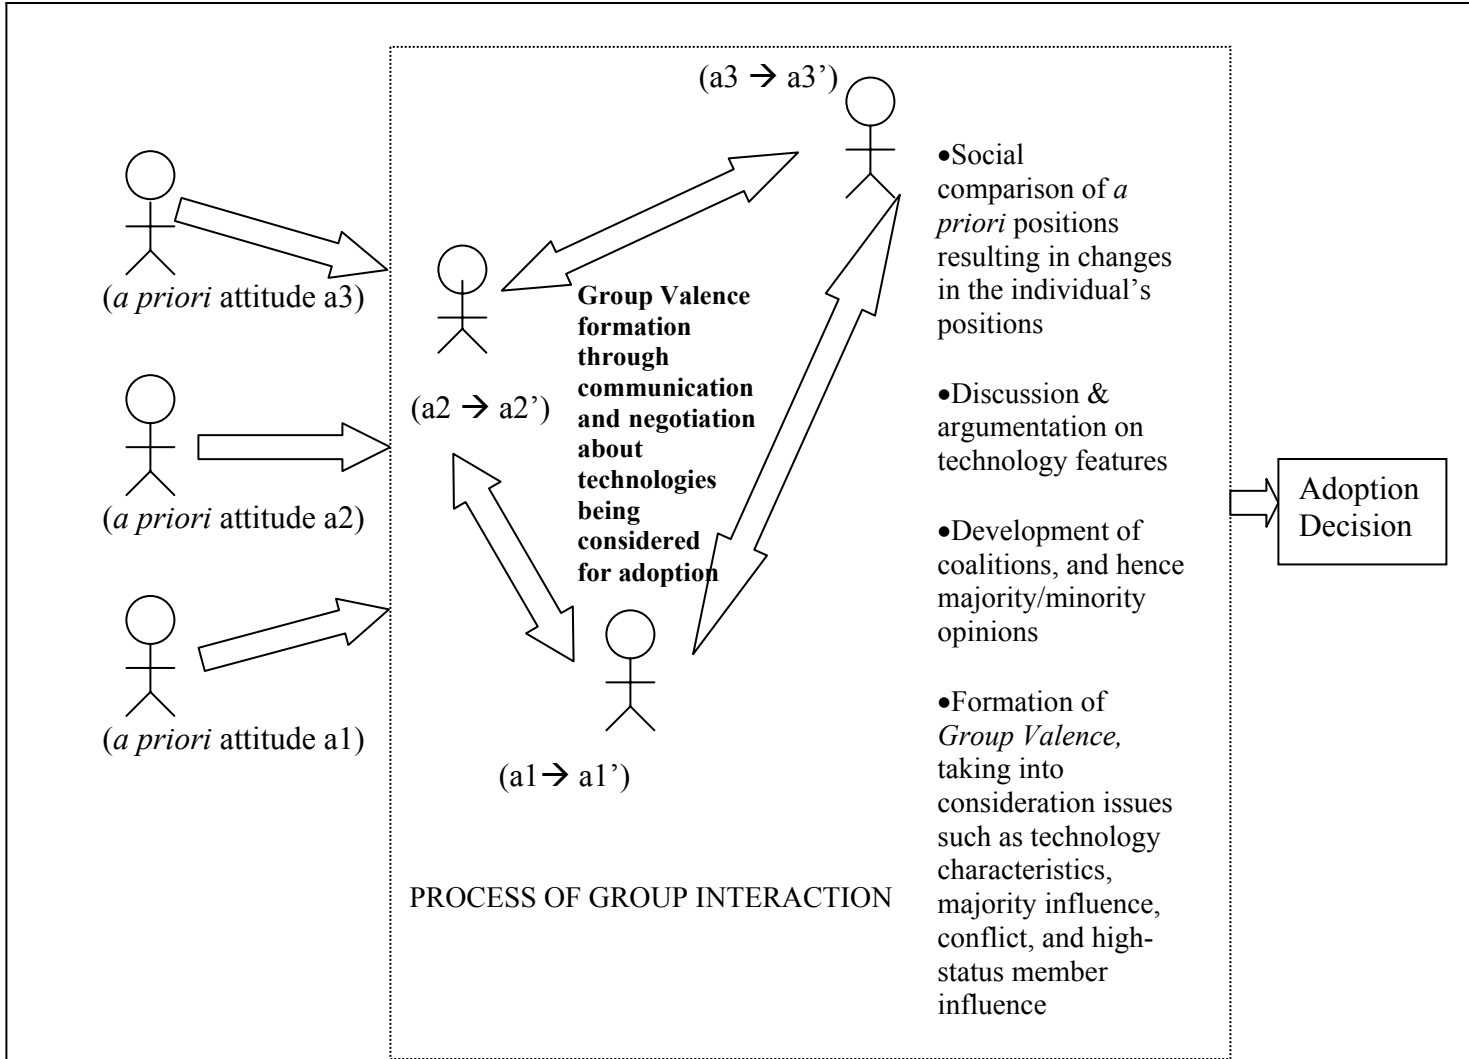 (a3 → a3’)
(a priori attitude a3)
(a2 → a2’)
(a priori attitude a2)
(a priori attitude a1)
(a1→ a1’)
Group Valence
formation
through
communication
and negotiation
about
technologies
being
considered
for adoption
PROCESS OF GROUP INTERACTION
•Social
comparison of a
priori positions
resulting in changes
in the individual’s
positions
•Discussion &
argumentation on
technology features
•Development of
coalitions, and hence
majority/minority
opinions
•Formation of
Group Valence,
taking into
consideration issues
such as technology
characteristics,
majority influence,
conflict, and high-
status member
influence
Adoption
Decision